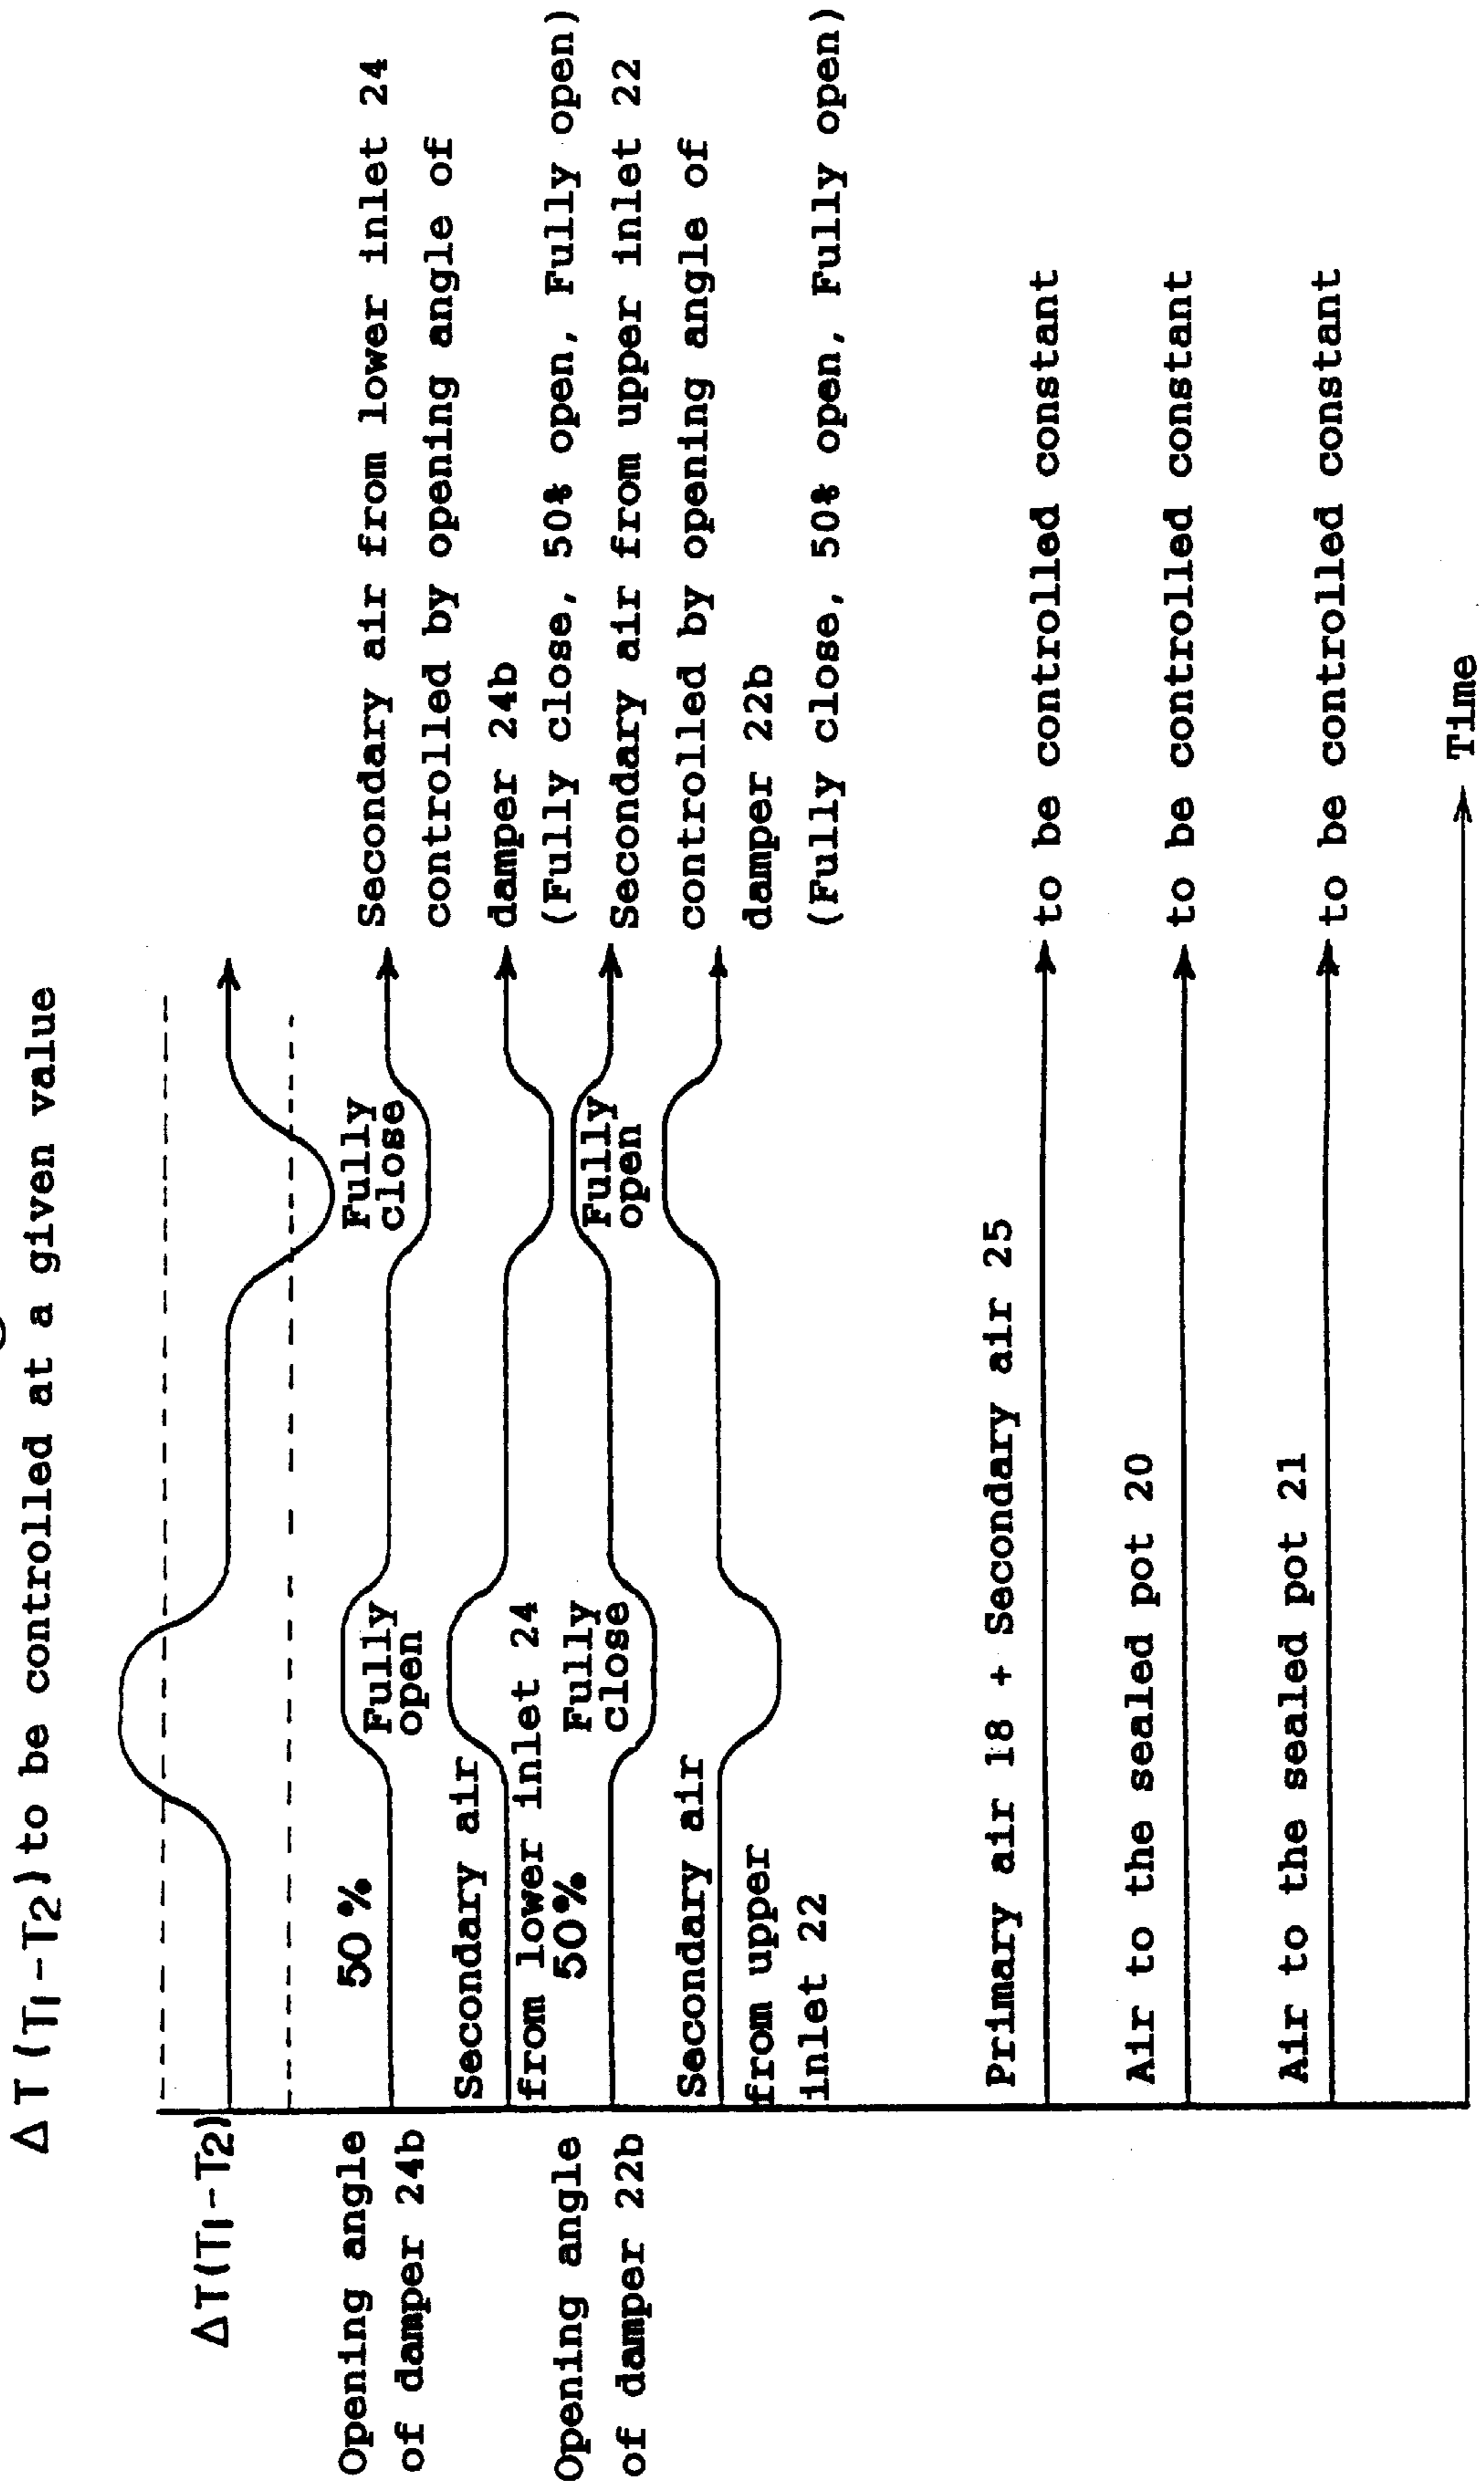 ΔT(T1-T2)to be controlled at a given value
ΔT(T1-T2)
Opening angle
of damper 24b
50%
Fully
open
Fully
Close
Secondary air from lower inlet 24
controlled by opening angle of
damper 24b
(Fully close, 50% open, Fully open)
Secondary air
from lower inlet 24
Opening angle
of damper 22b
50%
Fully
Close
Fully
open
Secondary air from upper inlet 22
controlled by opening angle of
damper 22b
(Fully close, 50% open, Fully open)
Secondary air
from upper
inlet 22
Primary air 18 + Secondary air 25
to be controlled constant
Air to the sealed pot 20
to be controlled constant
Air to the sealed pot 21
to be controlled constant
Time